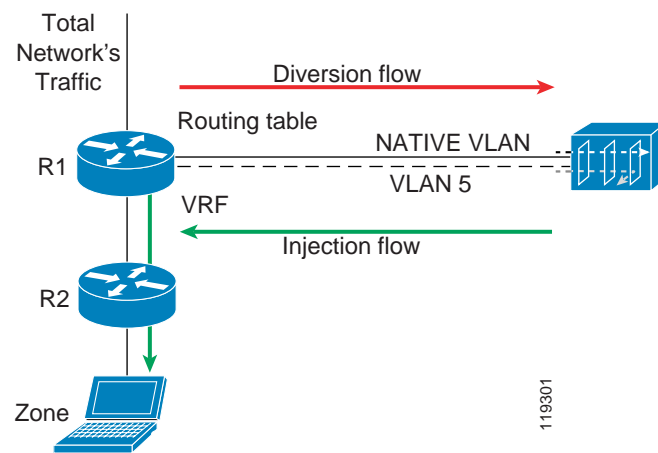 Total
Network's
Traffic
Diversion flow
Routing table
NATIVE VLAN
R1
VLAN 5
VRF
Injection flow
R2
Zone
119301